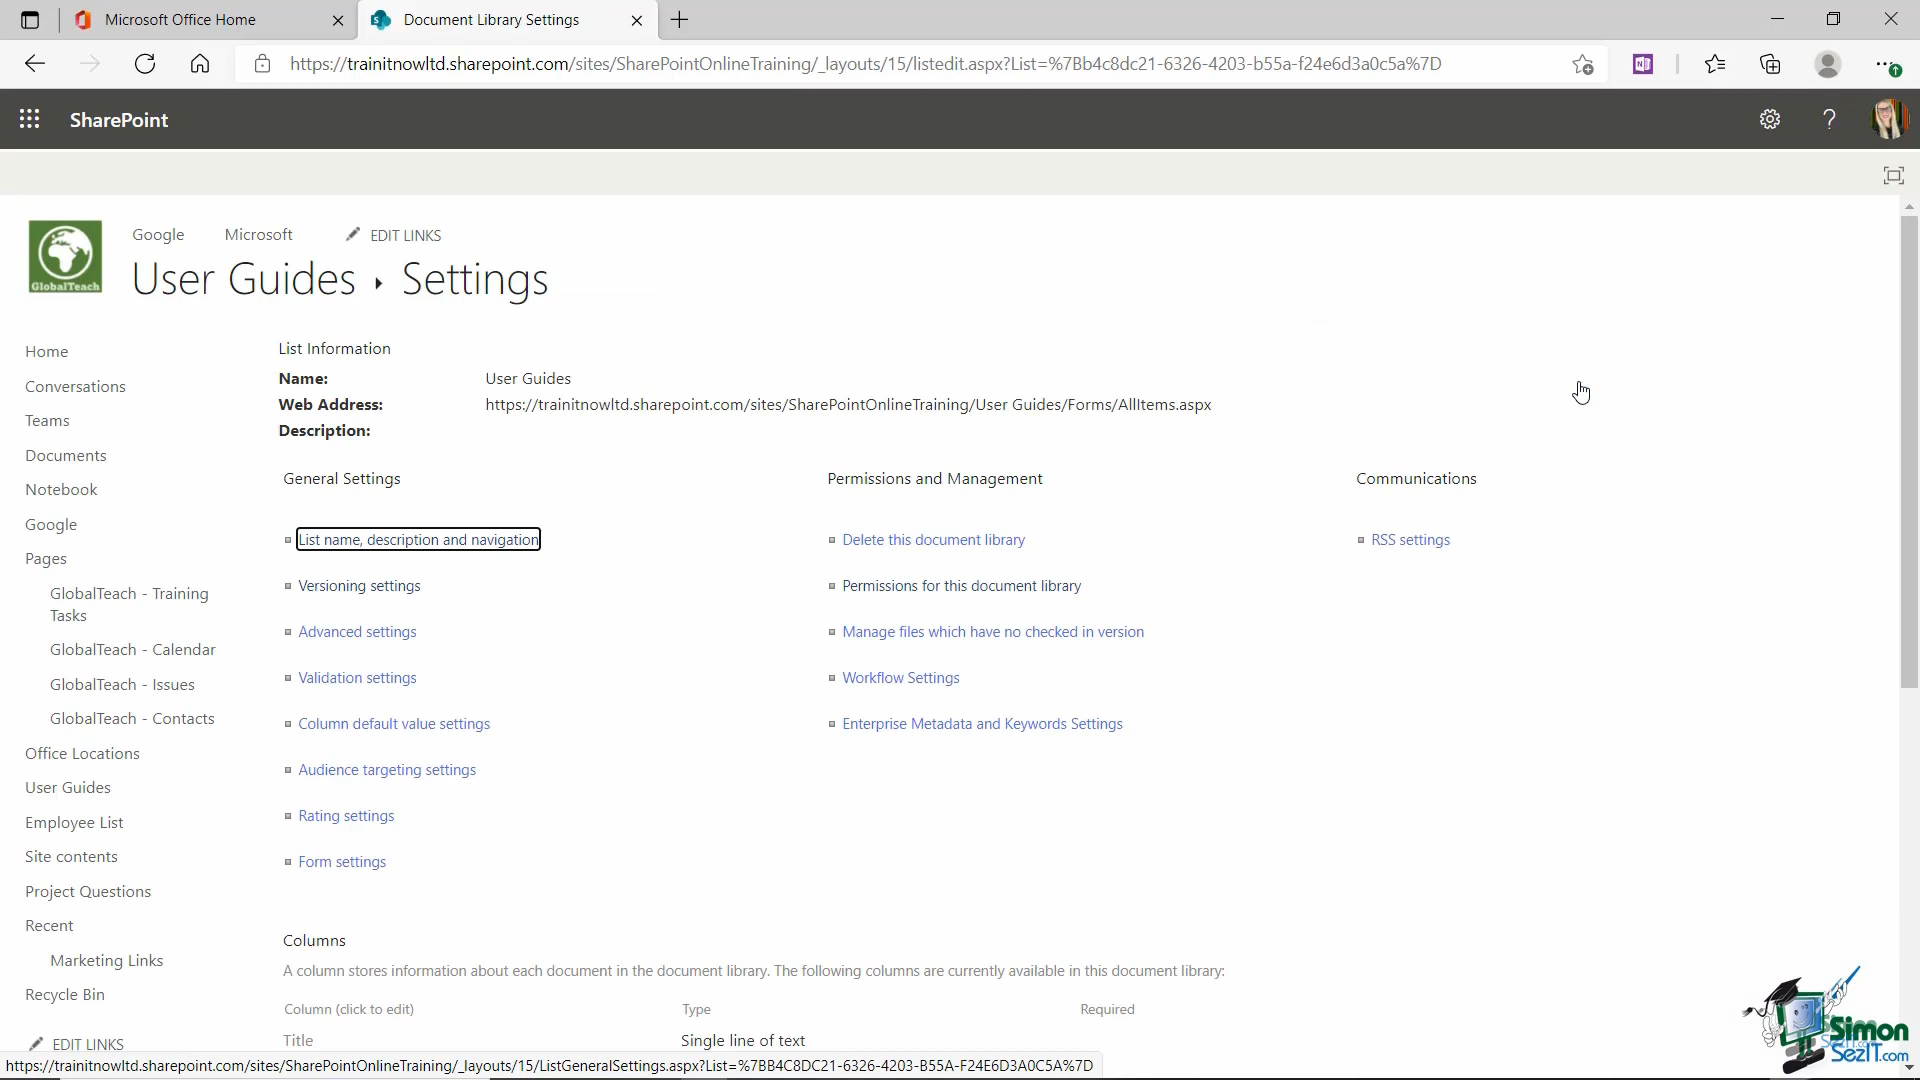 Microsoft Office Home
Document Library Settings
https://trainitnowltd.sharepoint.com/sites/SharePointOnlineTraining/_layouts/15/listedit.aspx?List=%7Bb4c8dc21-6326-4203-b55a-f24e6d3a0c5a%7D
SharePoint
?
GlobalTeach
Google
Microsoft
EDIT LINKS
User Guides ▸ Settings
Home
Conversations
Teams
Documents
Notebook
Google
Pages
GlobalTeach - Training
Tasks
GlobalTeach - Calendar
GlobalTeach - Issues
GlobalTeach - Contacts
Office Locations
User Guides
Employee List
Site contents
Project Questions
Recent
Marketing Links
Recycle Bin
EDIT LINKS
List Information
Name: User Guides
Web Address: https://trainitnowltd.sharepoint.com/sites/SharePointOnlineTraining/User Guides/Forms/AllItems.aspx
Description:
General Settings
List name, description and navigation
Versioning settings
Advanced settings
Validation settings
Column default value settings
Audience targeting settings
Rating settings
Form settings
Permissions and Management
Delete this document library
Permissions for this document library
Manage files which have no checked in version
Workflow Settings
Enterprise Metadata and Keywords Settings
Communications
RSS settings
Columns
A column stores information about each document in the document library. The following columns are currently available in this document library:
Column (click to edit) Type Required
Title Single line of text
https://trainitnowltd.sharepoint.com/sites/SharePointOnlineTraining/_layouts/15/ListGeneralSettings.aspx?List=%7BB4C8DC21-6326-4203-B55A-F24E6D3A0C5A%7D
Simon
SezIT.com